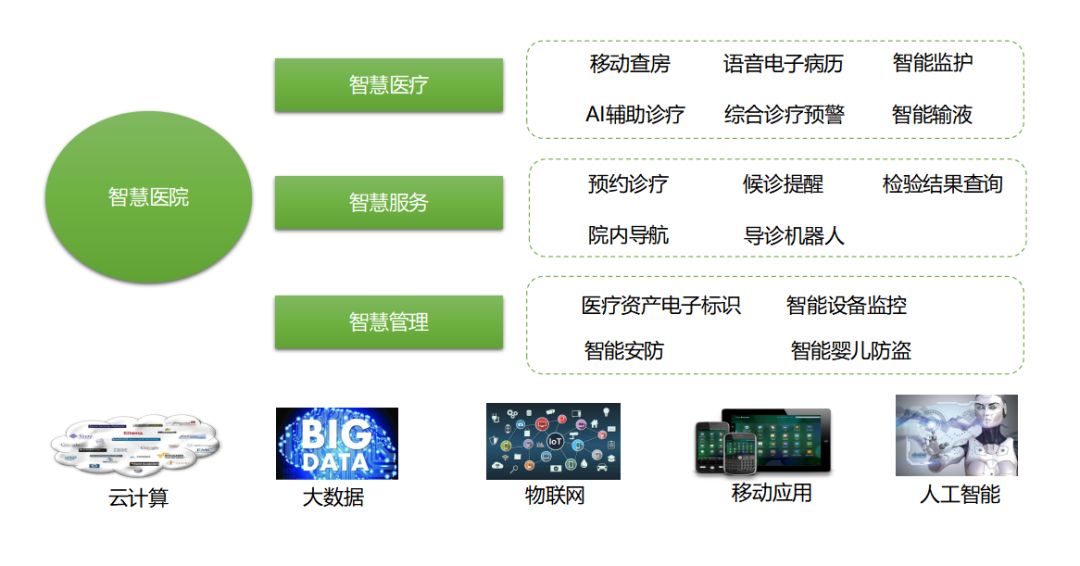 智慧医疗
移动查房 语音电子病历 智能监护
AI辅助诊疗 综合诊疗预警 智能输液
智慧医院
智慧服务
预约诊疗 候诊提醒 检验结果查询
院内导航 导诊机器人
智慧管理
医疗资产电子标识 智能设备监控
智能安防 智能婴儿防盗
BIG
DATA
IoT
云计算 大数据 物联网 移动应用 人工智能